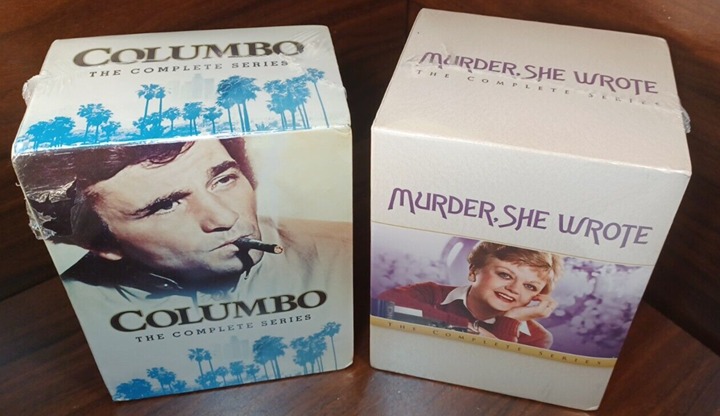 COLUMBO
THE COMPLETE SERIES
COLUMBO
THE COMPLETE SERIES
MURDER, SHE WROTE
THE COMPLETE SERIES
MURDER, SHE WROTE
THE COMPLETE SERIES